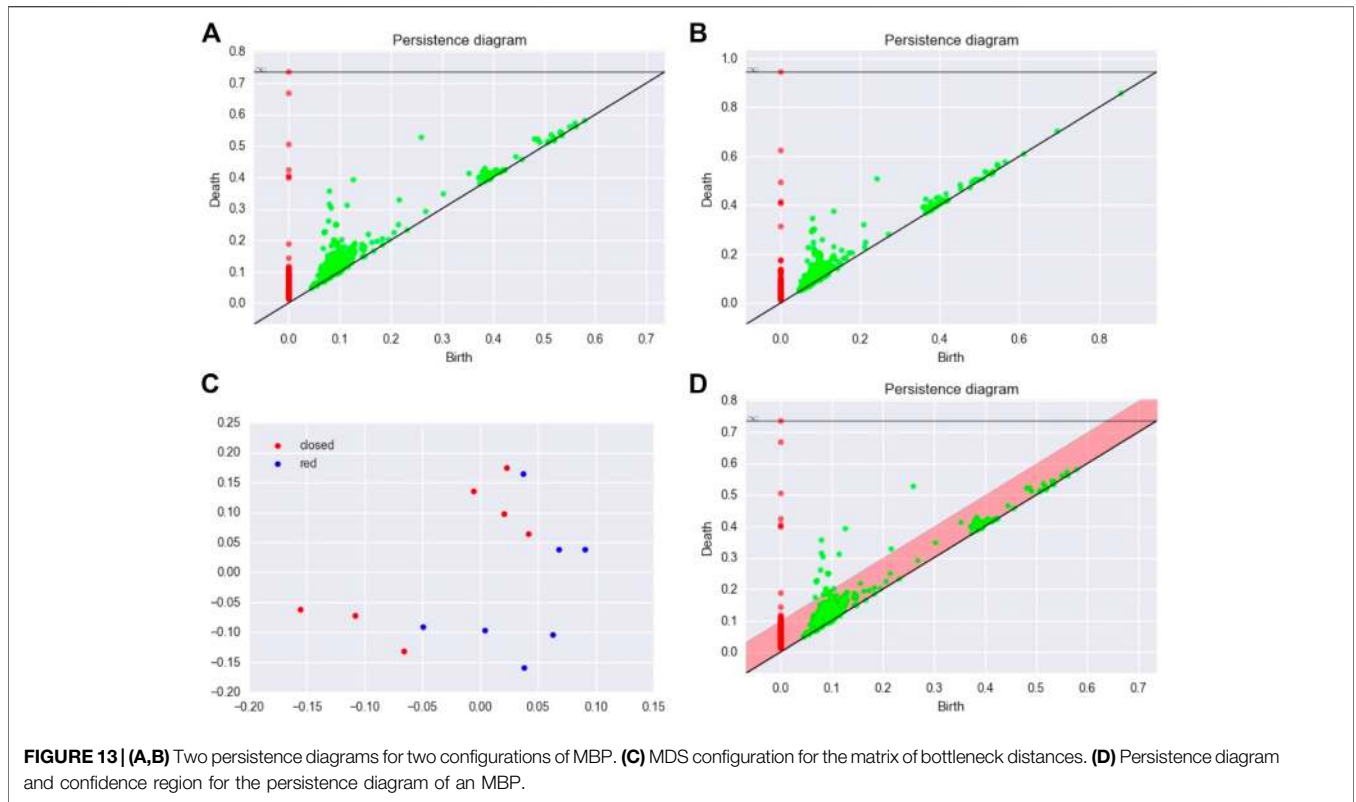 A
Persistence diagram
0.8
0.7
0.6
0.5
0.4
0.3
0.2
0.1
0.0
Death
0.0 0.1 0.2 0.3 0.4 0.5 0.6 0.7
Birth
B
Persistence diagram
1.0
0.8
0.6
0.4
0.2
0.0
Death
0.0 0.2 0.4 0.6 0.8
Birth
C
0.25
0.20
0.15
0.10
0.05
0.00
−0.05
−0.10
−0.15
−0.20
closed
red
−0.20 −0.15 −0.10 −0.05 0.00 0.05 0.10 0.15
D
Persistence diagram
0.8
0.7
0.6
0.5
0.4
0.3
0.2
0.1
0.0
Death
0.0 0.1 0.2 0.3 0.4 0.5 0.6 0.7
Birth
FIGURE 13 | (A,B) Two persistence diagrams for two configurations of MBP. (C) MDS configuration for the matrix of bottleneck distances. (D) Persistence diagram
and confidence region for the persistence diagram of an MBP.